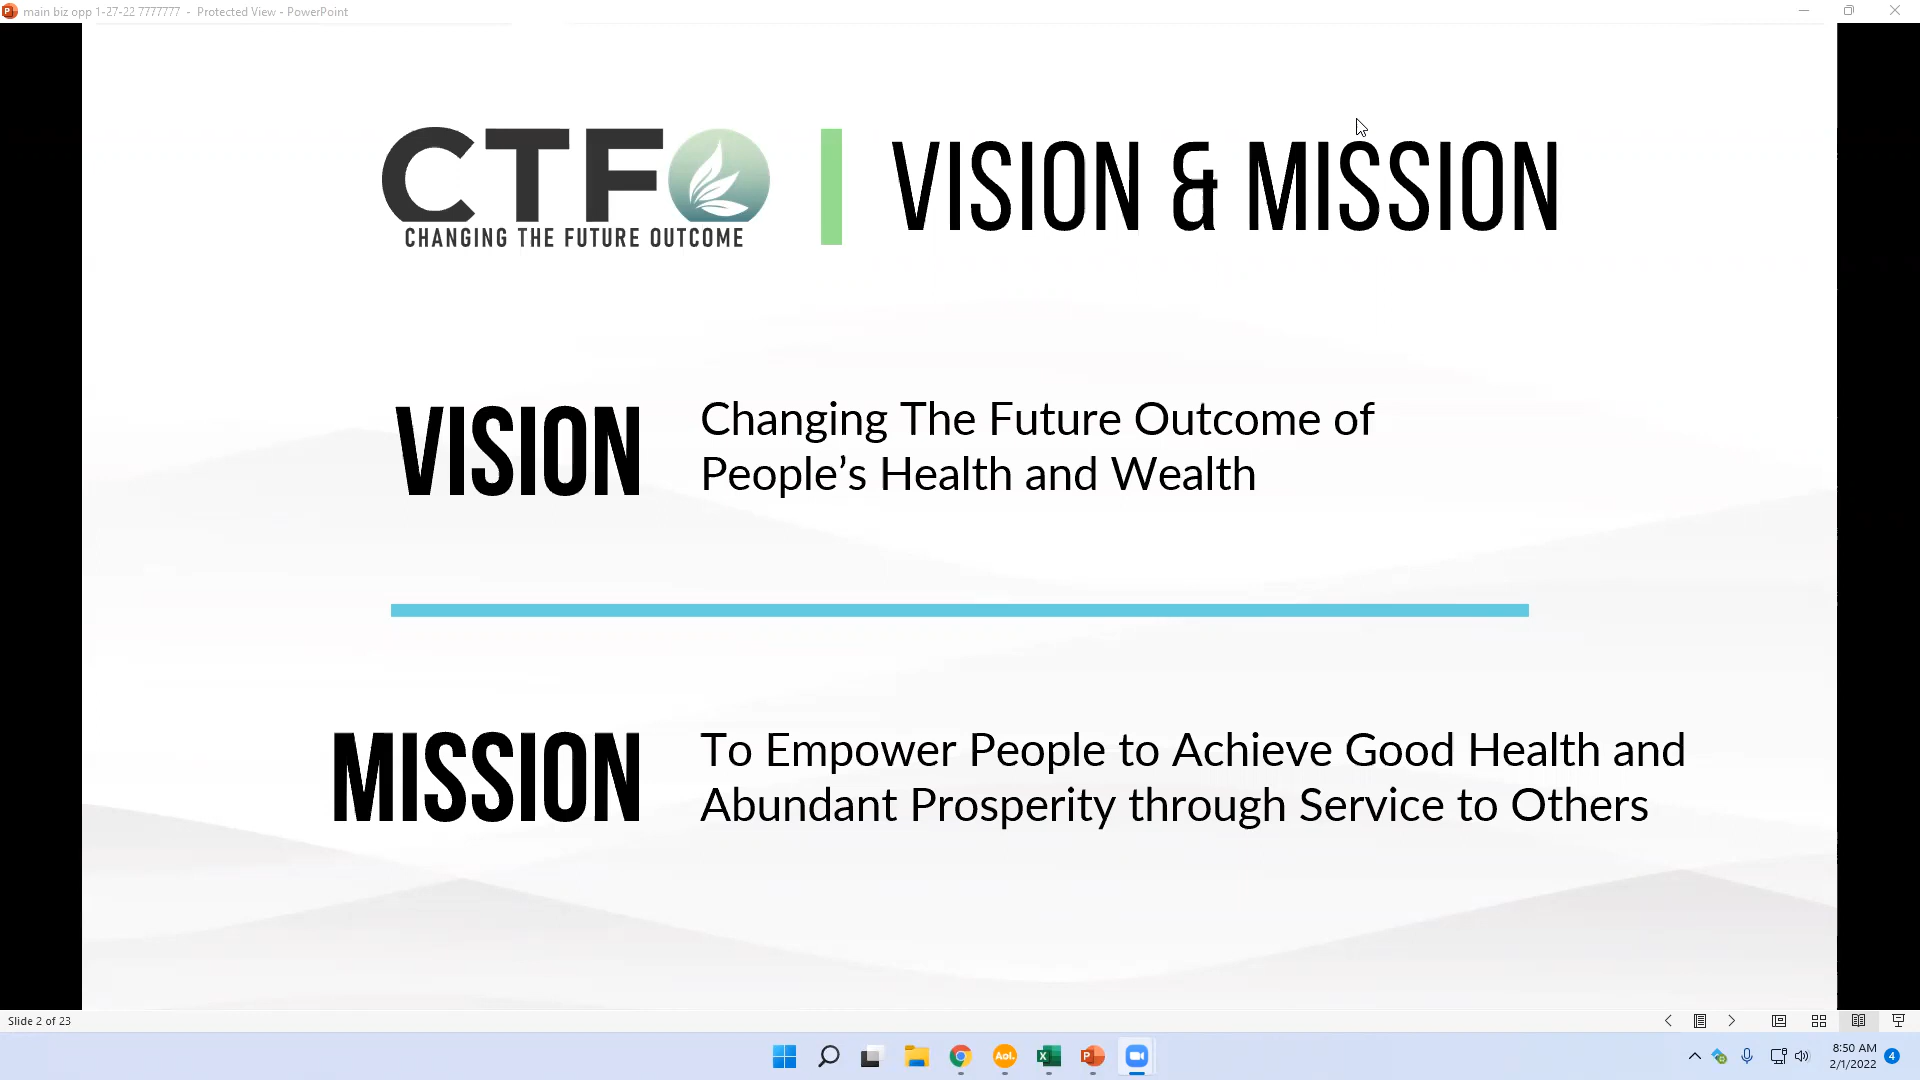 main biz opp 1-27-22 7777777 - Protected View - PowerPoint
CTFO
CHANGING THE FUTURE OUTCOME
VISION & MISSION
VISION
Changing The Future Outcome of
People’s Health and Wealth
MISSION
To Empower People to Achieve Good Health and
Abundant Prosperity through Service to Others
Slide 2 of 23
Aol.
8:50 AM
2/1/2022
4